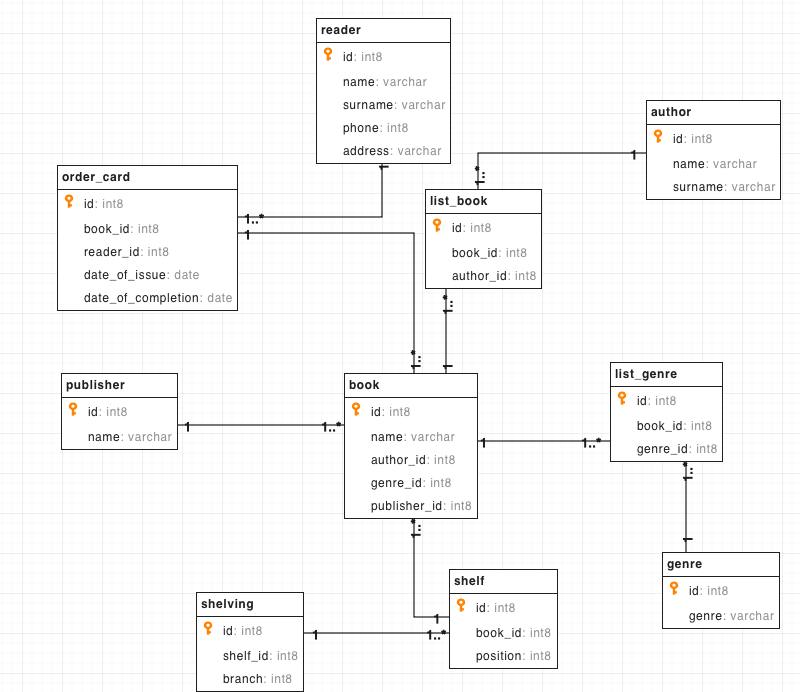 reader
id: int8
name: varchar
surname: varchar
phone: int8
address: varchar
author
id: int8
name: varchar
surname: varchar
order_card
id: int8
book_id: int8
reader_id: int8
date_of_issue: date
date_of_completion: date
list_book
id: int8
book_id: int8
author_id: int8
publisher
id: int8
name: varchar
book
id: int8
name: varchar
author_id: int8
genre_id: int8
publisher_id: int8
list_genre
id: int8
book_id: int8
genre_id: int8
genre
id: int8
genre: varchar
shelving
id: int8
shelf_id: int8
branch: int8
shelf
id: int8
book_id: int8
position: int8
1
1..*
1
1..*
1
1..*
1..*
1
1
1..*
1
1..*
1..*
1
1..*
1
1
1..*